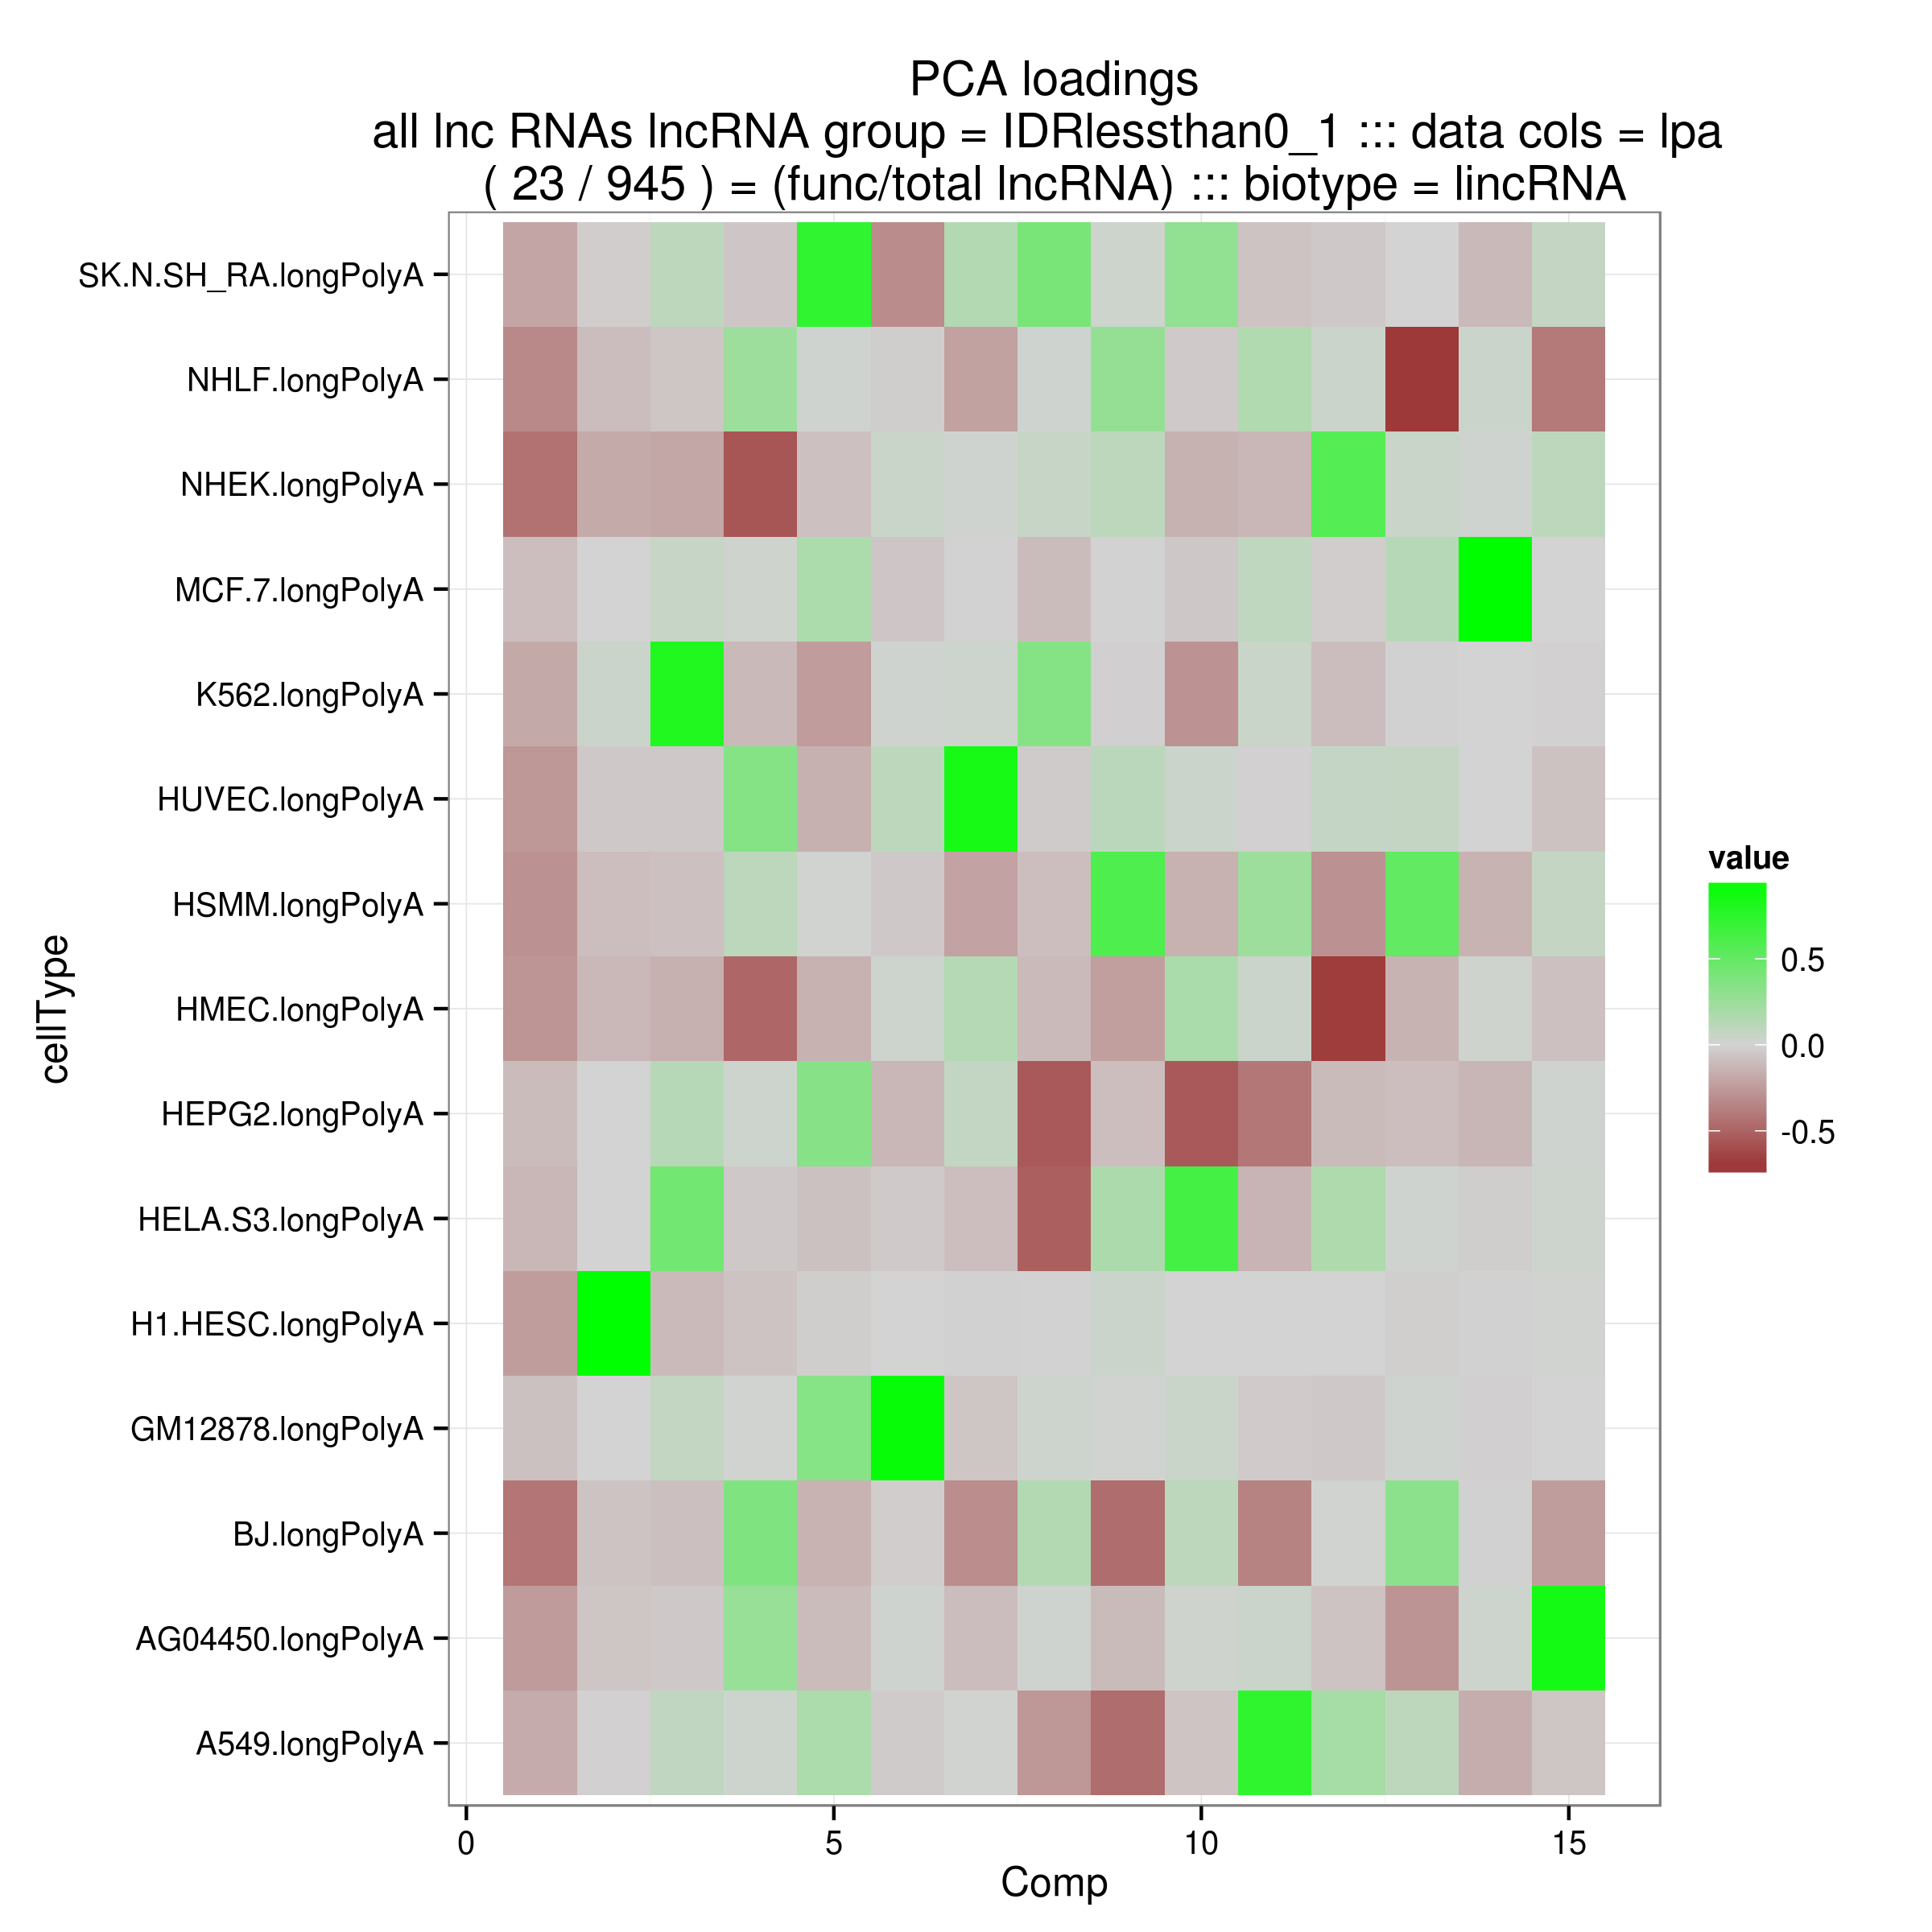 PCA loadings
all lnc RNAs lncRNA group = IDRlessthan0_1 ::: data cols = lpa
( 23 / 945 ) = (func/total lncRNA) ::: biotype = lincRNA
cellType
SK.N.SH_RA.longPolyA
NHLF.longPolyA
NHEK.longPolyA
MCF.7.longPolyA
K562.longPolyA
HUVEC.longPolyA
HSMM.longPolyA
HMEC.longPolyA
HEPG2.longPolyA
HELA.S3.longPolyA
H1.HESC.longPolyA
GM12878.longPolyA
BJ.longPolyA
AG04450.longPolyA
A549.longPolyA
0 5 10 15
Comp
value
0.5
0.0
-0.5